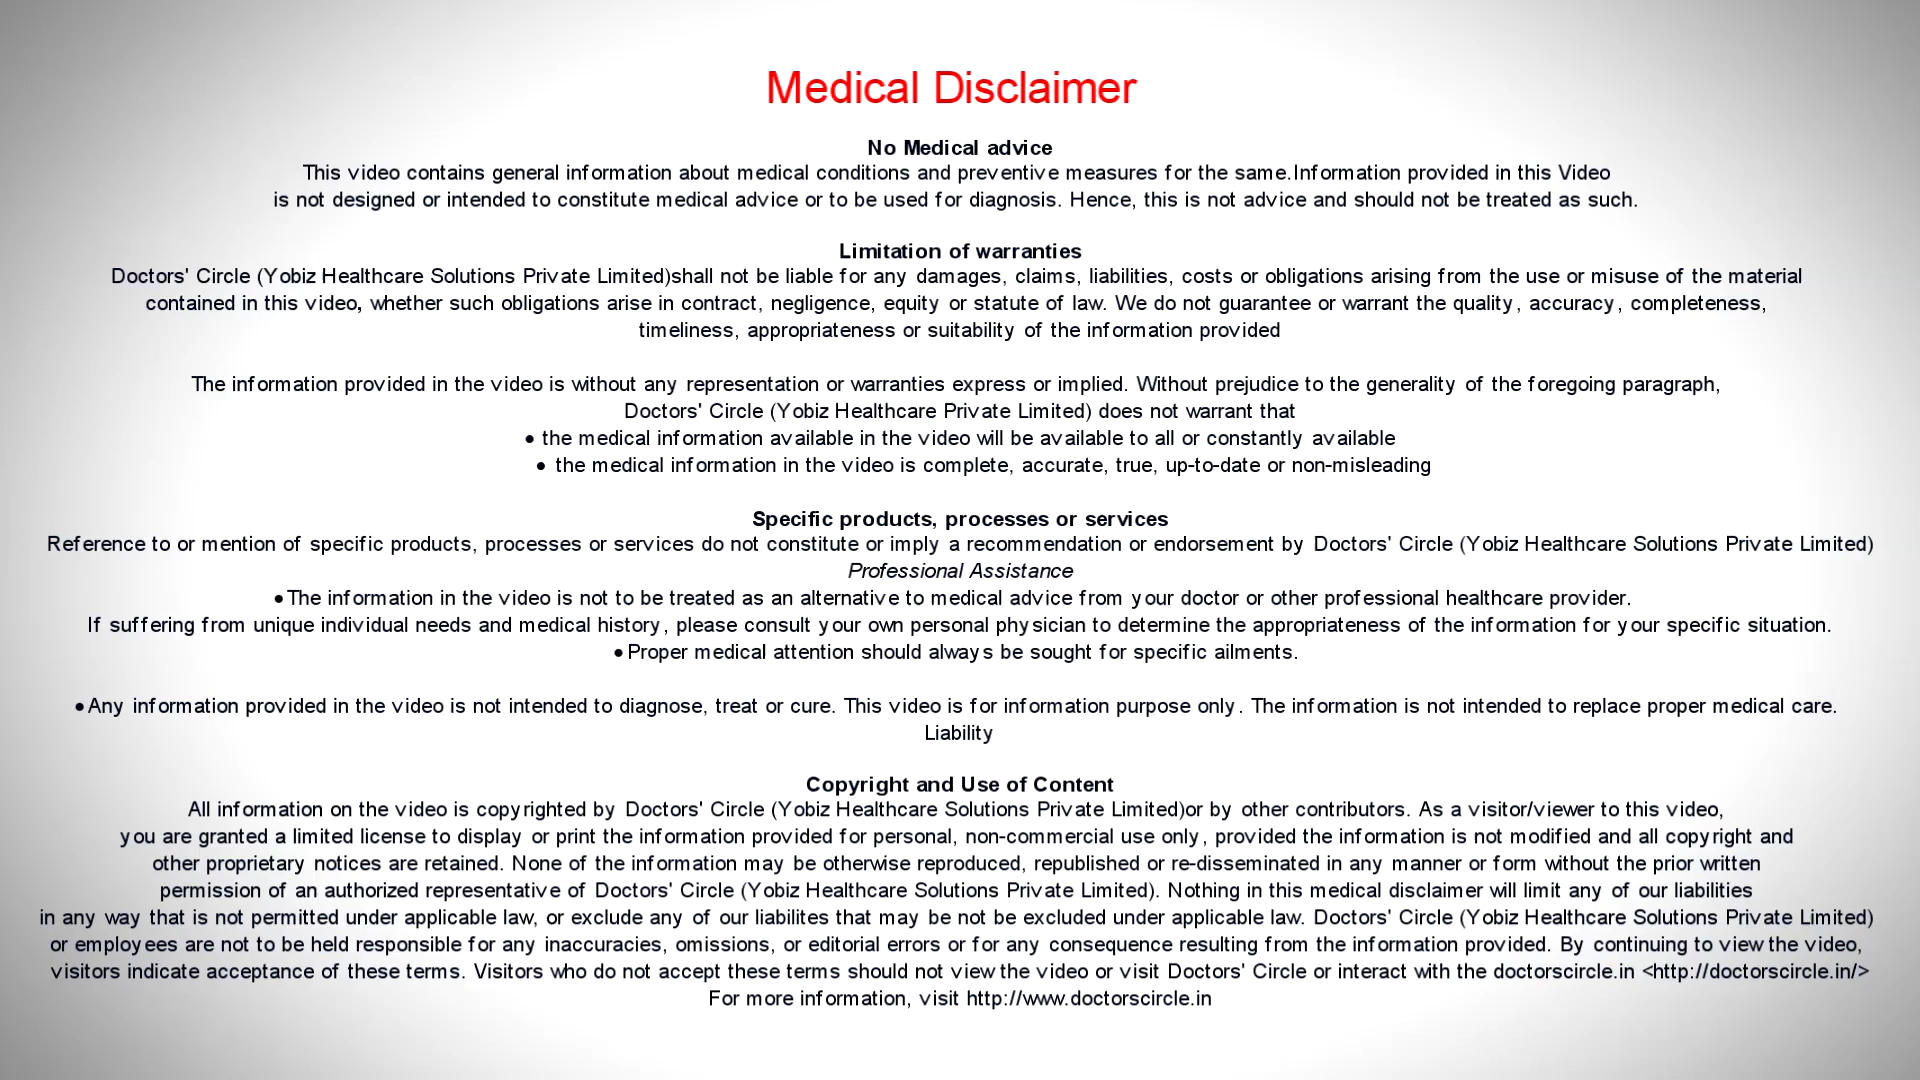 Medical Disclaimer
No Medical advice
This video contains general information about medical conditions and preventive measures for the same.Information provided in this Video
is not designed or intended to constitute medical advice or to be used for diagnosis. Hence, this is not advice and should not be treated as such.
Limitation of warranties
Doctors' Circle (Yobiz Healthcare Solutions Private Limited)shall not be liable for any damages, claims, liabilities, costs or obligations arising from the use or misuse of the material
contained in this video, whether such obligations arise in contract, negligence, equity or statute of law. We do not guarantee or warrant the quality, accuracy, completeness,
timeliness, appropriateness or suitability of the information provided
The information provided in the video is without any representation or warranties express or implied. Without prejudice to the generality of the foregoing paragraph,
Doctors' Circle (Yobiz Healthcare Private Limited) does not warrant that
• the medical information available in the video will be available to all or constantly available
• the medical information in the video is complete, accurate, true, up-to-date or non-misleading
Specific products, processes or services
Reference to or mention of specific products, processes or services do not constitute or imply a recommendation or endorsement by Doctors' Circle (Yobiz Healthcare Solutions Private Limited)
Professional Assistance
•The information in the video is not to be treated as an alternative to medical advice from your doctor or other professional healthcare provider.
If suffering from unique individual needs and medical history, please consult your own personal physician to determine the appropriateness of the information for your specific situation.
•Proper medical attention should always be sought for specific ailments.
•Any information provided in the video is not intended to diagnose, treat or cure. This video is for information purpose only. The information is not intended to replace proper medical care.
Liability
Copyright and Use of Content
All information on the video is copyrighted by Doctors' Circle (Yobiz Healthcare Solutions Private Limited)or by other contributors. As a visitor/viewer to this video,
you are granted a limited license to display or print the information provided for personal, non-commercial use only, provided the information is not modified and all copyright and
other proprietary notices are retained. None of the information may be otherwise reproduced, republished or re-disseminated in any manner or form without the prior written
permission of an authorized representative of Doctors' Circle (Yobiz Healthcare Solutions Private Limited). Nothing in this medical disclaimer will limit any of our liabilities
in any way that is not permitted under applicable law, or exclude any of our liabilites that may be not be excluded under applicable law. Doctors' Circle (Yobiz Healthcare Solutions Private Limited)
or employees are not to be held responsible for any inaccuracies, omissions, or editorial errors or for any consequence resulting from the information provided. By continuing to view the video,
visitors indicate acceptance of these terms. Visitors who do not accept these terms should not view the video or visit Doctors' Circle or interact with the doctorscircle.in <http://doctorscircle.in/>
For more information, visit http://www.doctorscircle.in